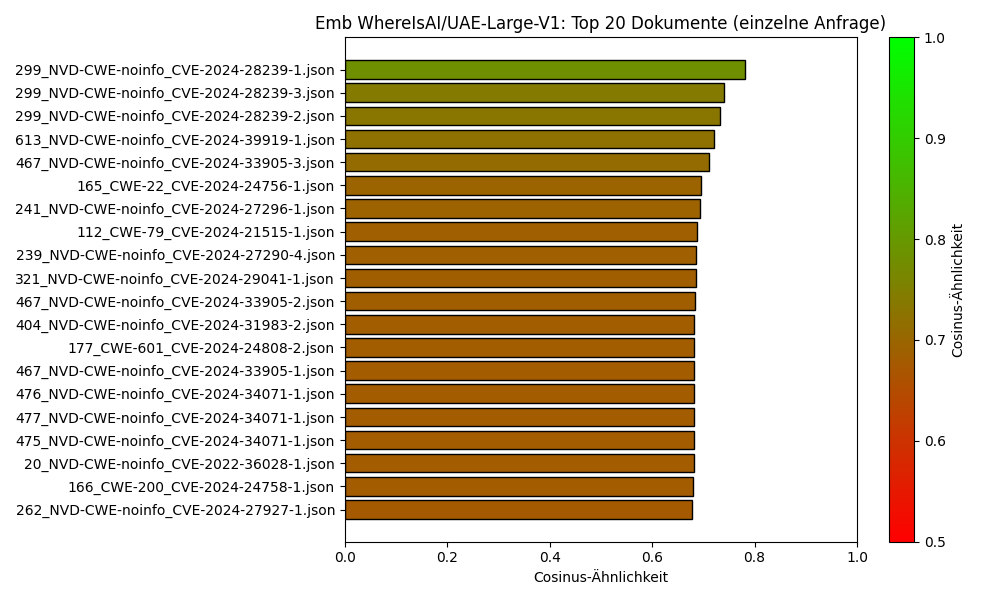 Emb WhereIsAI/UAE-Large-V1: Top 20 Dokumente (einzelne Anfrage)
299_NVD-CWE-noinfo_CVE-2024-28239-1.json
299_NVD-CWE-noinfo_CVE-2024-28239-3.json
299_NVD-CWE-noinfo_CVE-2024-28239-2.json
613_NVD-CWE-noinfo_CVE-2024-39919-1.json
467_NVD-CWE-noinfo_CVE-2024-33905-3.json
165_CWE-22_CVE-2024-24756-1.json
241_NVD-CWE-noinfo_CVE-2024-27296-1.json
112_CWE-79_CVE-2024-21515-1.json
239_NVD-CWE-noinfo_CVE-2024-27290-4.json
321_NVD-CWE-noinfo_CVE-2024-29041-1.json
467_NVD-CWE-noinfo_CVE-2024-33905-2.json
404_NVD-CWE-noinfo_CVE-2024-31983-2.json
177_CWE-601_CVE-2024-24808-2.json
467_NVD-CWE-noinfo_CVE-2024-33905-1.json
476_NVD-CWE-noinfo_CVE-2024-34071-1.json
477_NVD-CWE-noinfo_CVE-2024-34071-1.json
475_NVD-CWE-noinfo_CVE-2024-34071-1.json
20_NVD-CWE-noinfo_CVE-2022-36028-1.json
166_CWE-200_CVE-2024-24758-1.json
262_NVD-CWE-noinfo_CVE-2024-27927-1.json
0.0 0.2 0.4 0.6 0.8 1.0
Cosinus-Ähnlichkeit
1.0
0.9
0.8
0.7
0.6
0.5
Cosinus-Ähnlichkeit